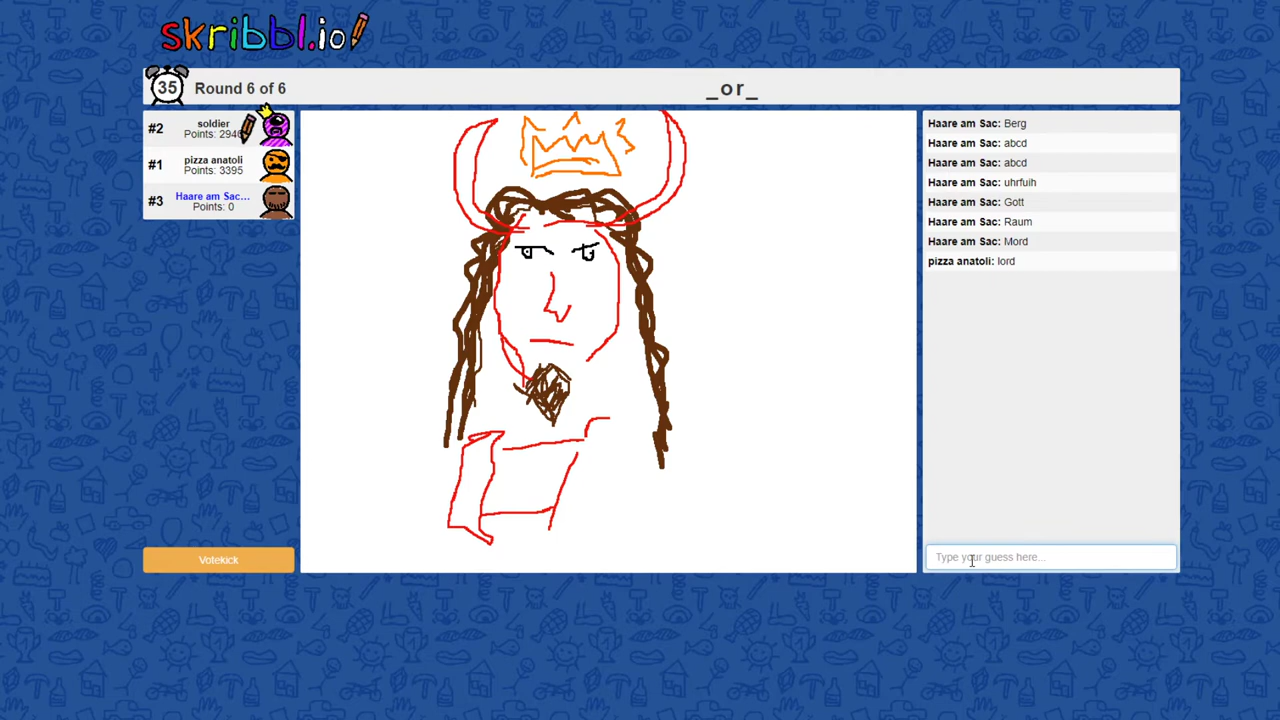 skribbl.io
35
Round 6 of 6
_or_
#2
soldier
Points: 2940
#1
pizza anatoli
Points: 3395
#3
Haare am Sac...
Points: 0
Haare am Sac: Berg
Haare am Sac: abcd
Haare am Sac: abcd
Haare am Sac: uhrfuih
Haare am Sac: Gott
Haare am Sac: Raum
Haare am Sac: Mord
pizza anatoli: lord
Type your guess here...
Votekick